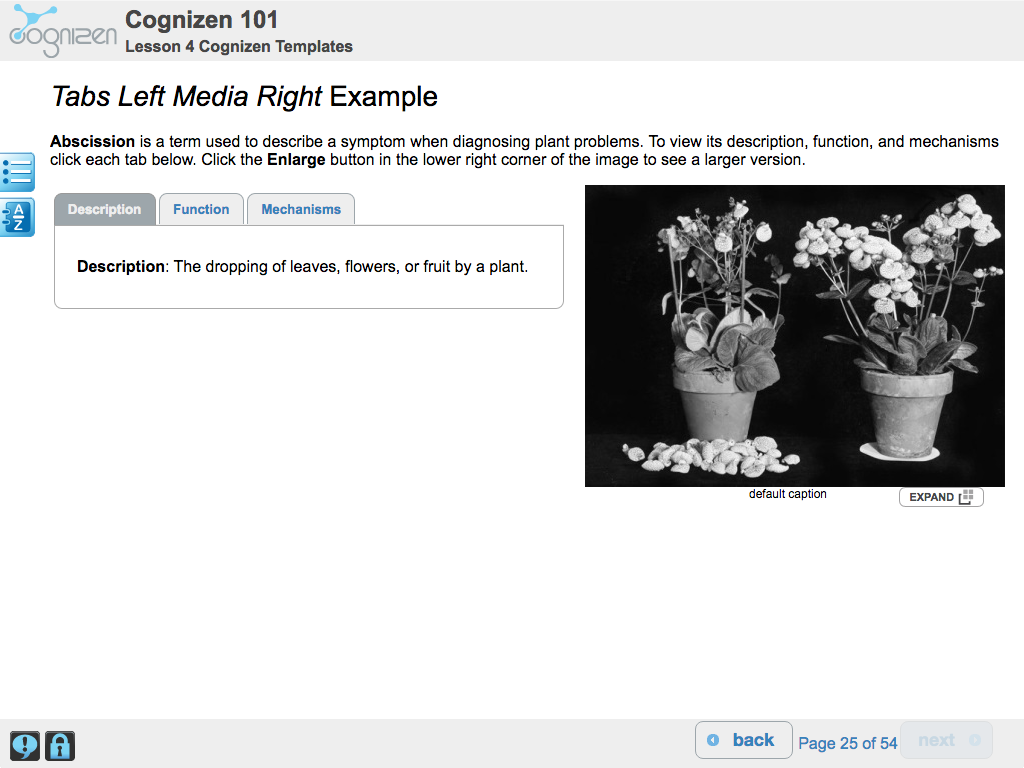 cognizen
Cognizen 101
Lesson 4 Cognizen Templates
Tabs Left Media Right Example
Abscission is a term used to describe a symptom when diagnosing plant problems. To view its description, function, and mechanisms
click each tab below. Click the Enlarge button in the lower right corner of the image to see a larger version.
A
Z
Description Function Mechanisms
Description: The dropping of leaves, flowers, or fruit by a plant.
default caption
EXPAND
back
Page 25 of 54
next